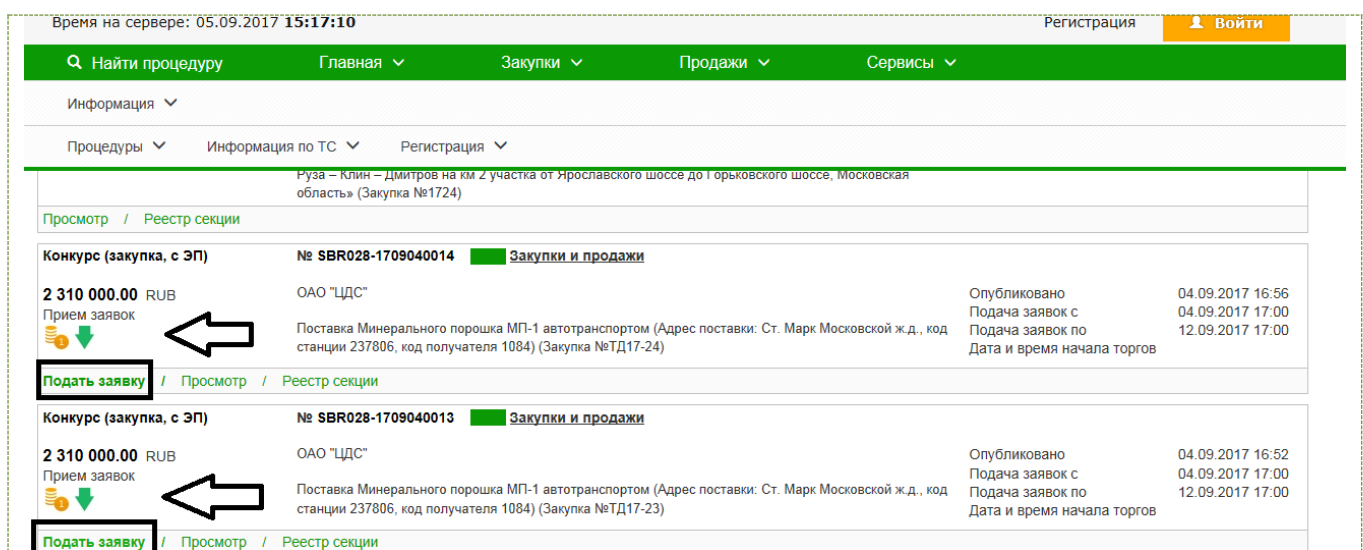 Время на сервере: 05.09.2017 15:17:10
Регистрация
Войти
Найти процедуру Главная Закупки Продажи Сервисы
Информация
Процедуры Информация по ТС Регистрация
Руза – Клин – Дмитров на км 2 участка от Ярославского шоссе до Горьковского шоссе, Московская
область» (Закупка №1724)
Просмотр / Реестр секции
Конкурс (закупка, с ЭП) № SBR028-1709040014 Закупки и продажи
2 310 000.00 RUB
Прием заявок
1
ОАО "ЦДС"
Поставка Минерального порошка МП-1 автотранспортом (Адрес поставки: Ст. Марк Московской ж.д., код
станции 237806, код получателя 1084) (Закупка №ТД17-24)
Опубликовано 04.09.2017 16:56
Подача заявок с 04.09.2017 17:00
Подача заявок по 12.09.2017 17:00
Дата и время начала торгов
Подать заявку / Просмотр / Реестр секции
Конкурс (закупка, с ЭП) № SBR028-1709040013 Закупки и продажи
2 310 000.00 RUB
Прием заявок
1
ОАО "ЦДС"
Поставка Минерального порошка МП-1 автотранспортом (Адрес поставки: Ст. Марк Московской ж.д., код
станции 237806, код получателя 1084) (Закупка №ТД17-23)
Опубликовано 04.09.2017 16:52
Подача заявок с 04.09.2017 17:00
Подача заявок по 12.09.2017 17:00
Дата и время начала торгов
Подать заявку / Просмотр / Реестр секции